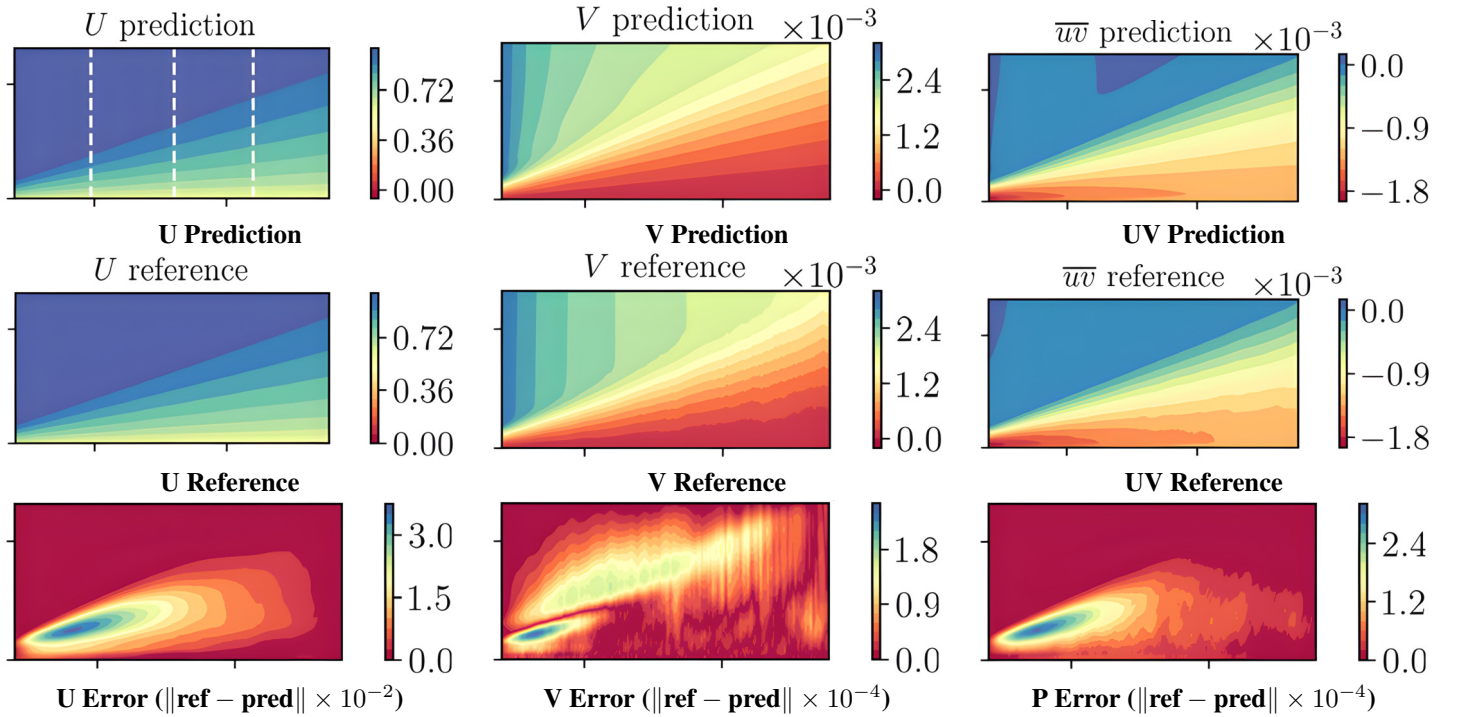 U prediction
V prediction ×10⁻³
\overline{uv} prediction ×10⁻³
0.72
0.36
0.00
2.4
1.2
0.0
0.0
−0.9
−1.8
U Prediction
V Prediction
UV Prediction
U reference
V reference ×10⁻³
\overline{uv} reference ×10⁻³
0.72
0.36
0.00
2.4
1.2
0.0
0.0
−0.9
−1.8
U Reference
V Reference
UV Reference
3.0
1.5
0.0
1.8
0.9
0.0
2.4
1.2
0.0
U Error (‖ref − pred‖ × 10⁻²)
V Error (‖ref − pred‖ × 10⁻⁴)
P Error (‖ref − pred‖ × 10⁻⁴)